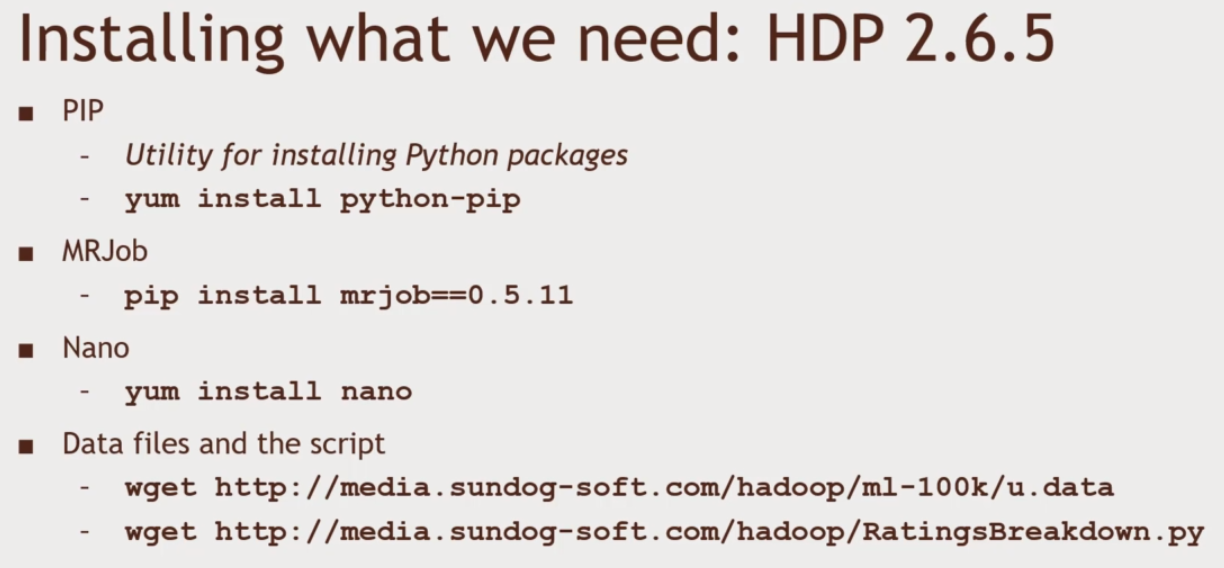 Installing what we need: HDP 2.6.5
▪ PIP
- Utility for installing Python packages
- yum install python-pip
▪ MRJob
- pip install mrjob==0.5.11
▪ Nano
- yum install nano
▪ Data files and the script
- wget http://media.sundog-soft.com/hadoop/ml-100k/u.data
- wget http://media.sundog-soft.com/hadoop/RatingsBreakdown.py